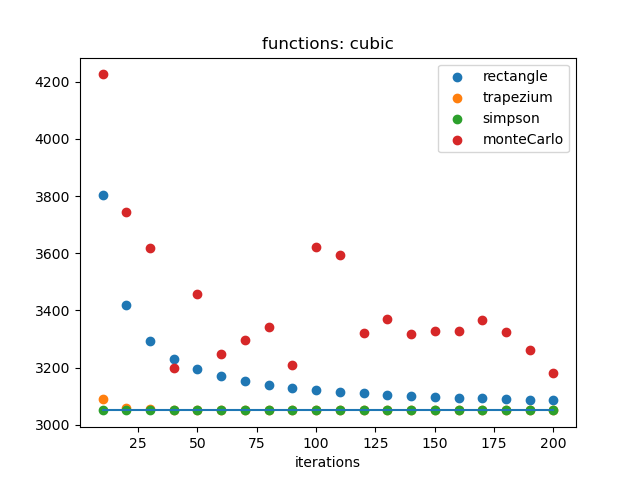 functions: cubic
rectangle
trapezium
simpson
monteCarlo
4200
4000
3800
3600
3400
3200
3000
25 50 75 100 125 150 175 200
iterations